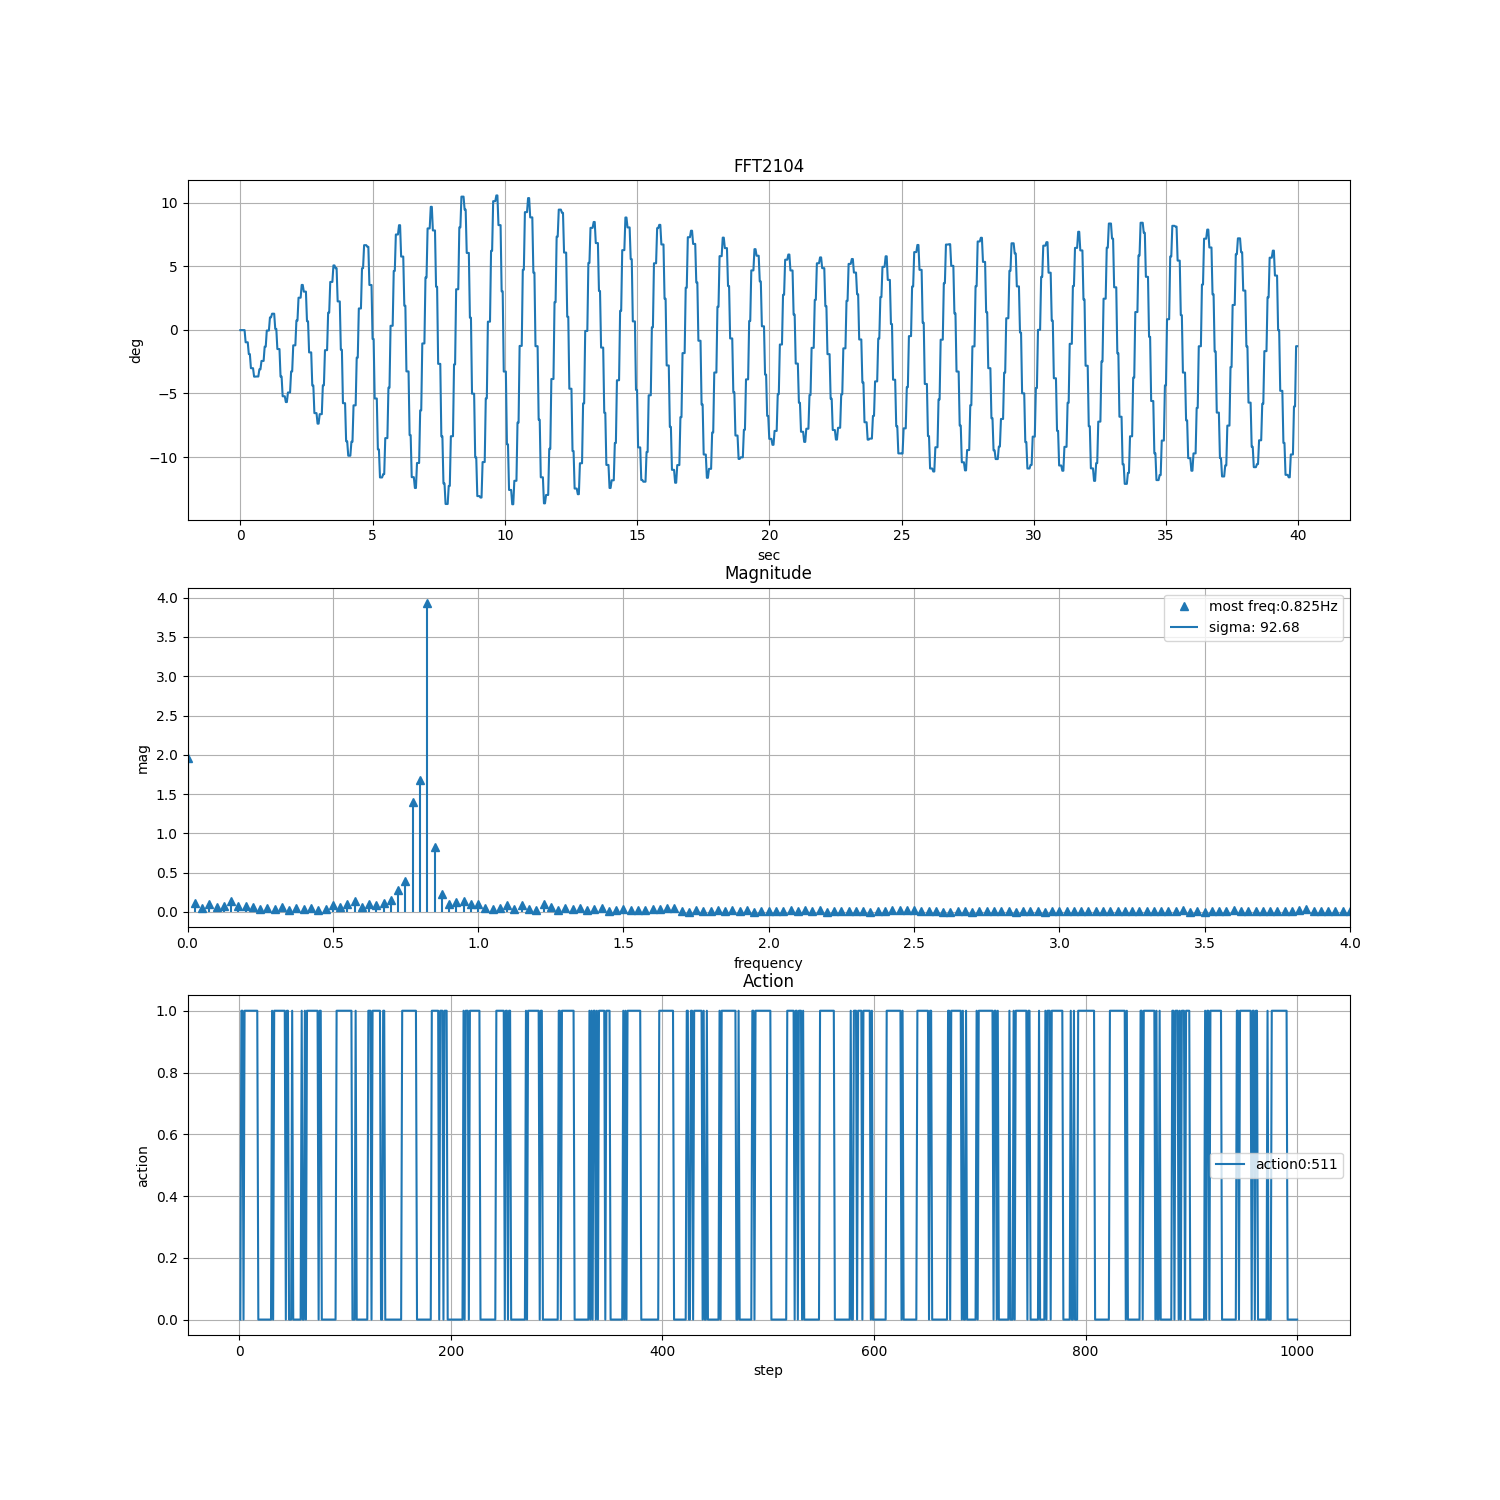 FFT2104
10
5
0
−5
−10
deg
0 5 10 15 20 25 30 35 40
sec
Magnitude
4.0
3.5
3.0
2.5
2.0
1.5
1.0
0.5
0.0
mag
most freq:0.825Hz
sigma: 92.68
0.0 0.5 1.0 1.5 2.0 2.5 3.0 3.5 4.0
frequency
Action
1.0
0.8
0.6
0.4
0.2
0.0
action
action0:511
0 200 400 600 800 1000
step